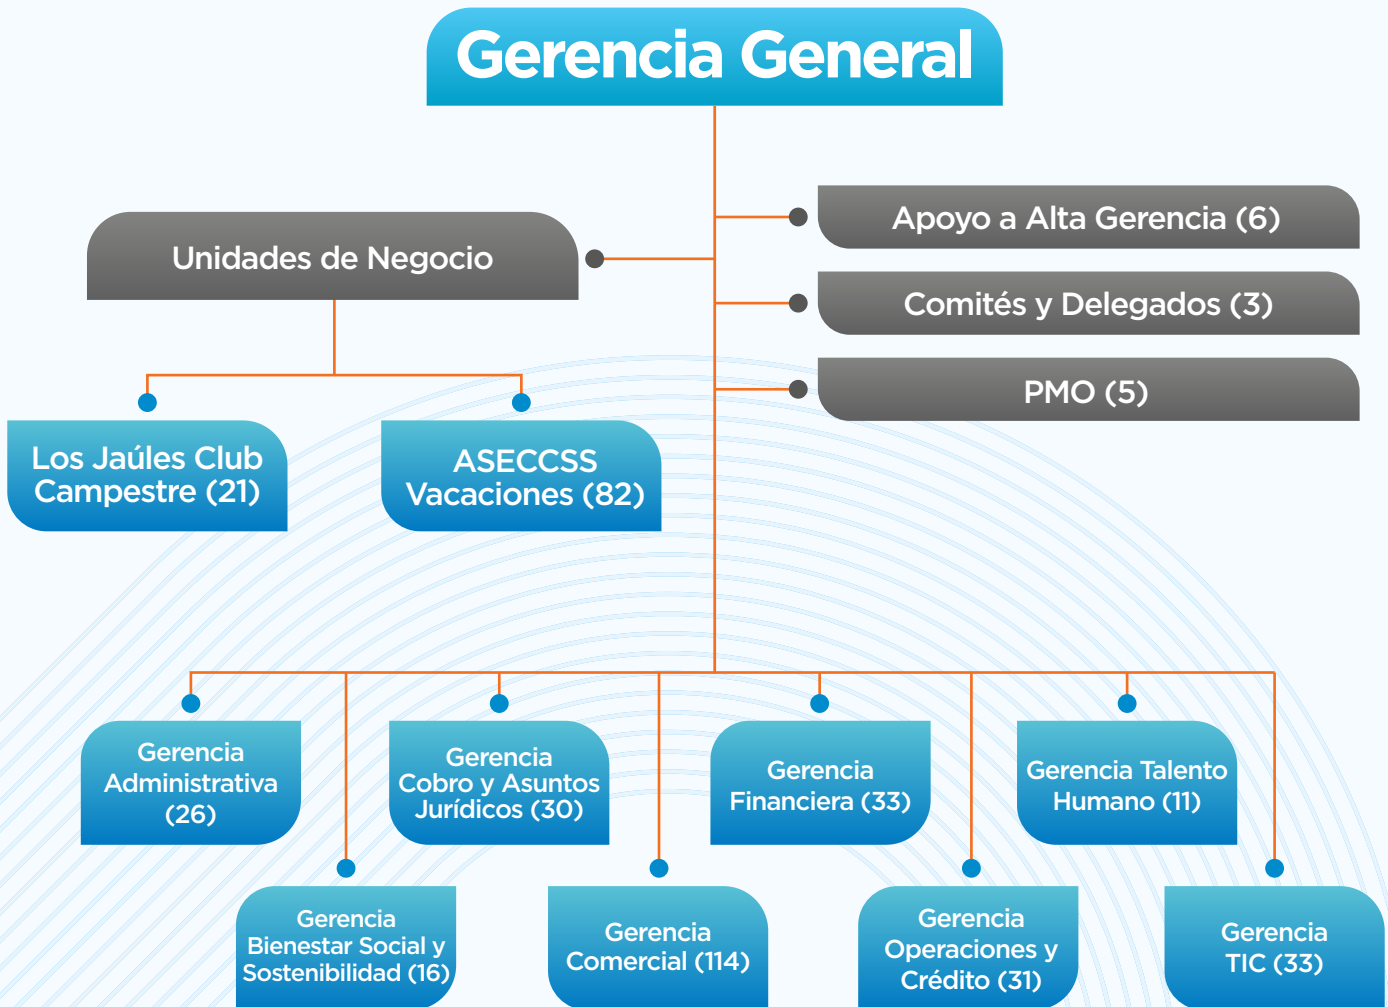 Gerencia General
Apoyo a Alta Gerencia (6)
Unidades de Negocio
Comités y Delegados (3)
PMO (5)
Los Jaúles Club
Campestre (21)
ASECCSS
Vacaciones (82)
Gerencia
Administrativa
(26)
Gerencia
Cobro y Asuntos
Jurídicos (30)
Gerencia
Financiera (33)
Gerencia Talento
Humano (11)
Gerencia
Bienestar Social y
Sostenibilidad (16)
Gerencia
Comercial (114)
Gerencia
Operaciones y
Crédito (31)
Gerencia
TIC (33)